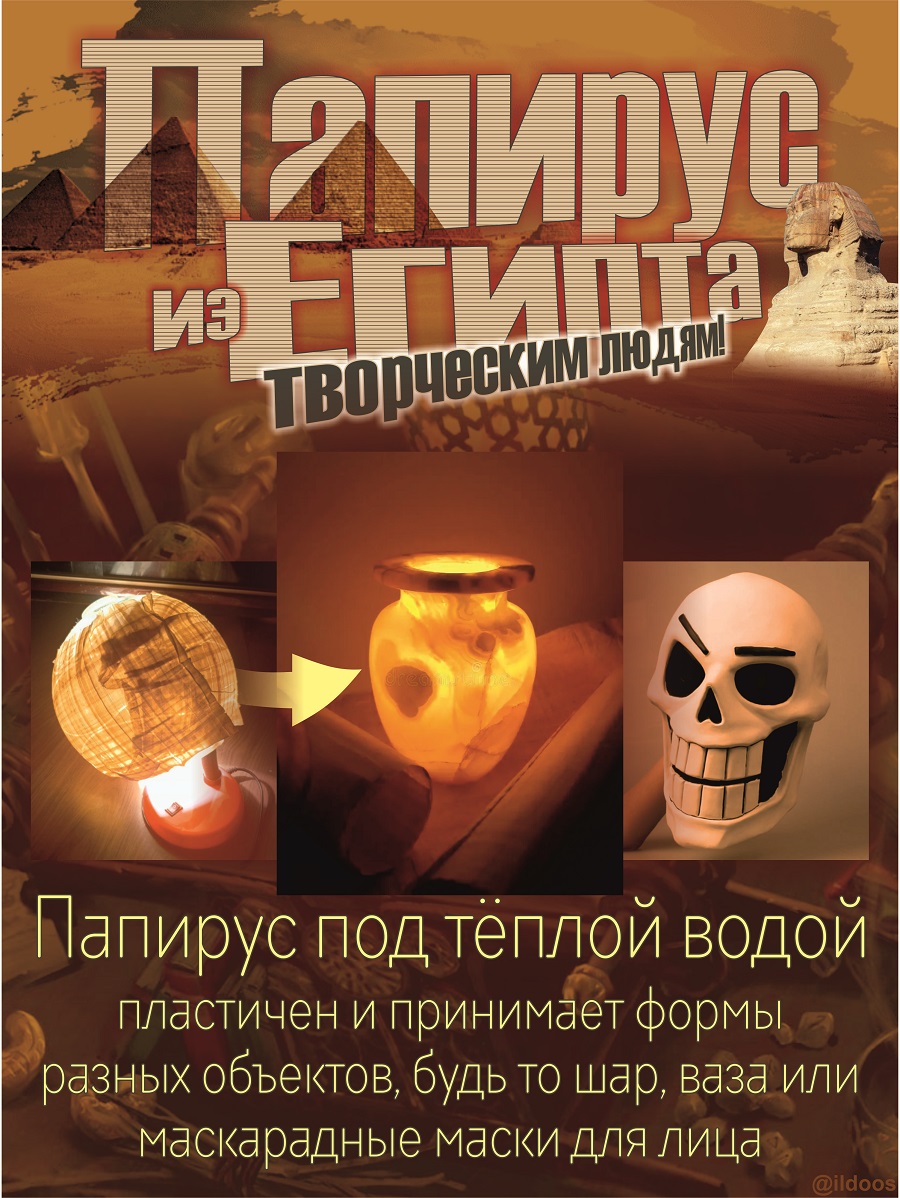 Папирус
из Египта
творческим людям!
Папирус под тёплой водой
пластичен и принимает формы
разных объектов, будь то шар, ваза или
маскарадные маски для лица
@ildoos